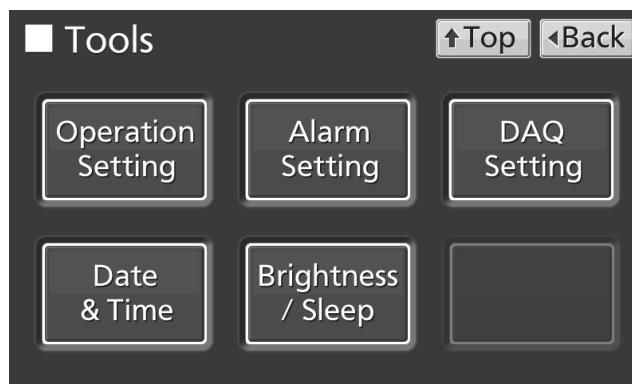 Tools
Top
Back
Operation
Setting
Alarm
Setting
DAQ
Setting
Date
& Time
Brightness
/ Sleep